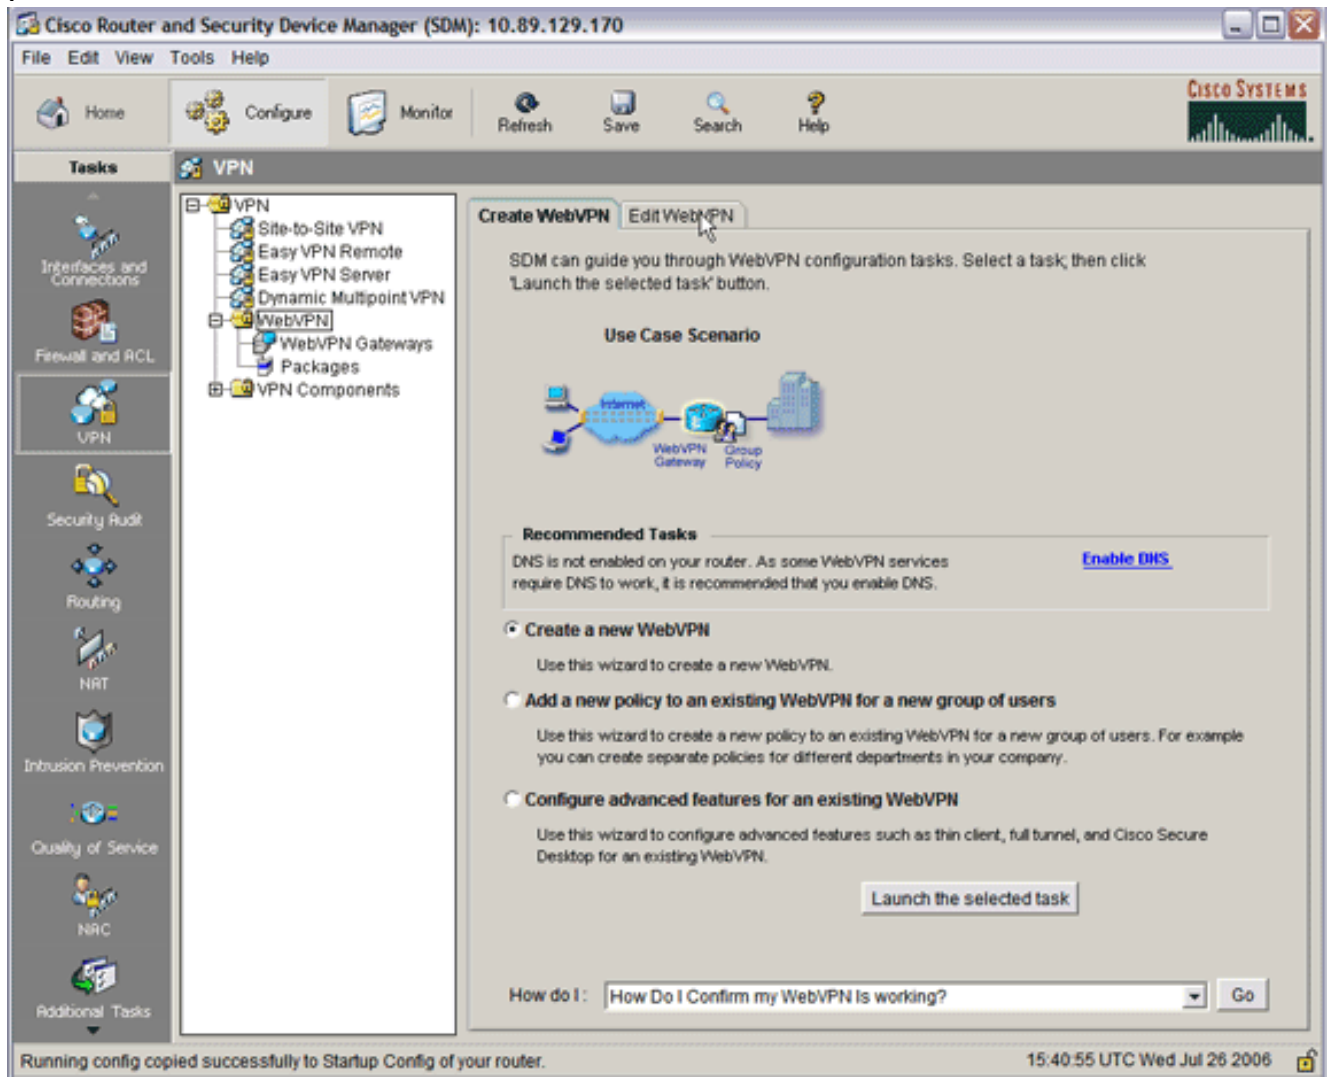 Cisco Router and Security Device Manager (SDM): 10.89.129.170
File Edit View Tools Help
Home Configure Monitor Refresh Save Search Help
CISCO SYSTEMS
Tasks
VPN
Interfaces and
Connections
Firewall and ACL
VPN
Security Audit
Routing
NAT
Intrusion Prevention
Quality of Service
NAC
Additional Tasks
VPN
Site-to-Site VPN
Easy VPN Remote
Easy VPN Server
Dynamic Multipoint VPN
WebVPN
WebVPN Gateways
Packages
VPN Components
Create WebVPN Edit WebVPN
SDM can guide you through WebVPN configuration tasks. Select a task; then click
'Launch the selected task' button.
Use Case Scenario
Internet
WebVPN
Gateway
Group
Policy
Recommended Tasks
DNS is not enabled on your router. As some WebVPN services
require DNS to work, it is recommended that you enable DNS.
Enable DNS
Create a new WebVPN
Use this wizard to create a new WebVPN.
Add a new policy to an existing WebVPN for a new group of users
Use this wizard to create a new policy to an existing WebVPN for a new group of users. For example
you can create separate policies for different departments in your company.
Configure advanced features for an existing WebVPN
Use this wizard to configure advanced features such as thin client, full tunnel, and Cisco Secure
Desktop for an existing WebVPN.
Launch the selected task
How do I : How Do I Confirm my WebVPN Is working? Go
Running config copied successfully to Startup Config of your router. 15:40:55 UTC Wed Jul 26 2006